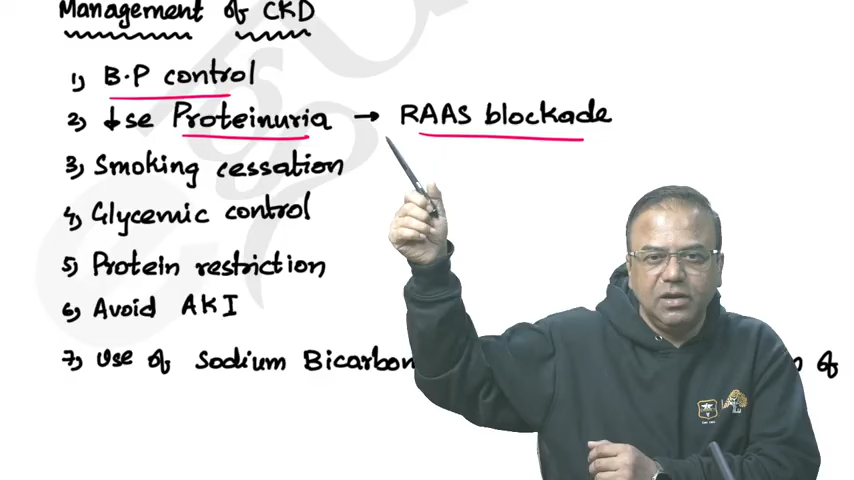 Management of CKD
1) B.P control
2) ↓se Proteinuria → RAAS blockade
3) Smoking cessation
4) Glycemic control
5) Protein restriction
6) Avoid AKI
7) Use of Sodium Bicarbon of